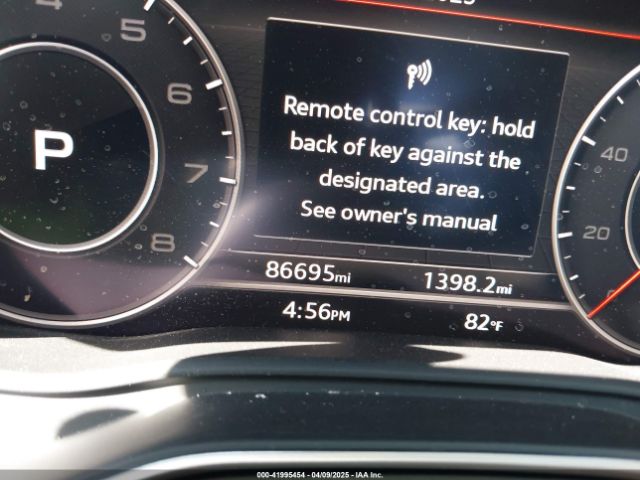 4
5
6
7
8
P
Remote control key: hold
back of key against the
designated area.
See owner's manual
40
20
86695mi 1398.2mi
4:56PM 82°F
000-41995454 | 04/09/2025 | IAA Inc.